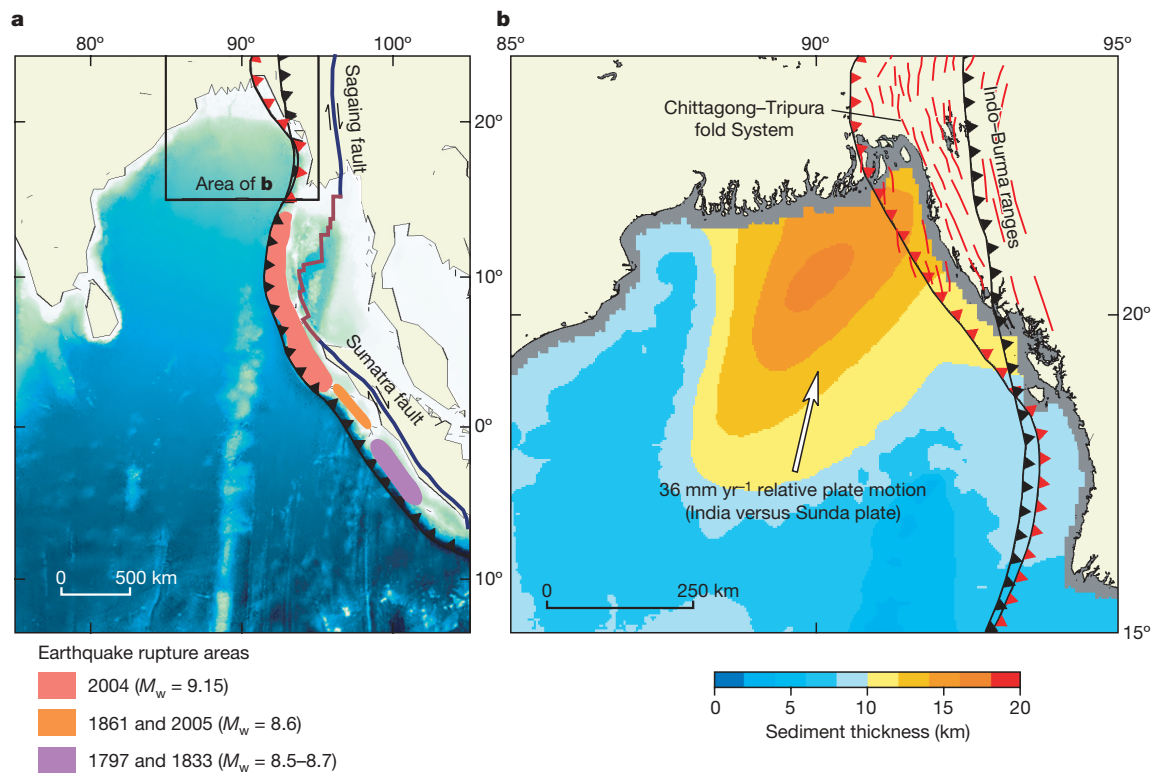 a
80°
90°
100°
20°
10°
0°
10°
Sagaing fault
Area of b
Sumatra fault
0 500 km
Earthquake rupture areas
2004 (Mw = 9.15)
1861 and 2005 (Mw = 8.6)
1797 and 1833 (Mw = 8.5–8.7)
b
85°
90°
95°
20°
15°
Chittagong–Tripura
fold System
Indo-Burma ranges
36 mm yr–1 relative plate motion
(India versus Sunda plate)
0 250 km
0 5 10 15 20
Sediment thickness (km)